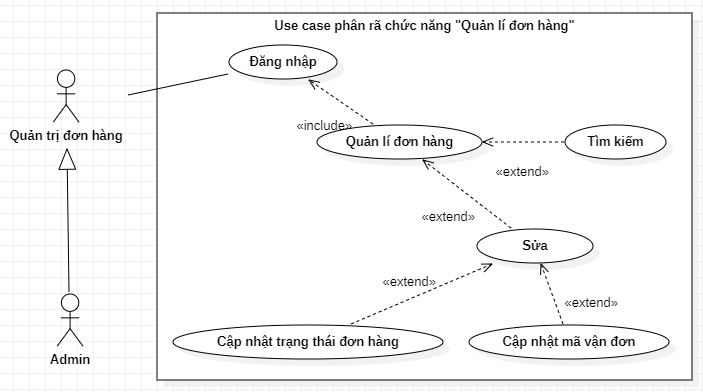 Use case phân rã chức năng "Quản lí đơn hàng"
Đăng nhập
Quản trị đơn hàng
«include»
Quản lí đơn hàng
Tìm kiếm
«extend»
«extend»
Sửa
«extend»
«extend»
Cập nhật trạng thái đơn hàng
Cập nhật mã vận đơn
Admin